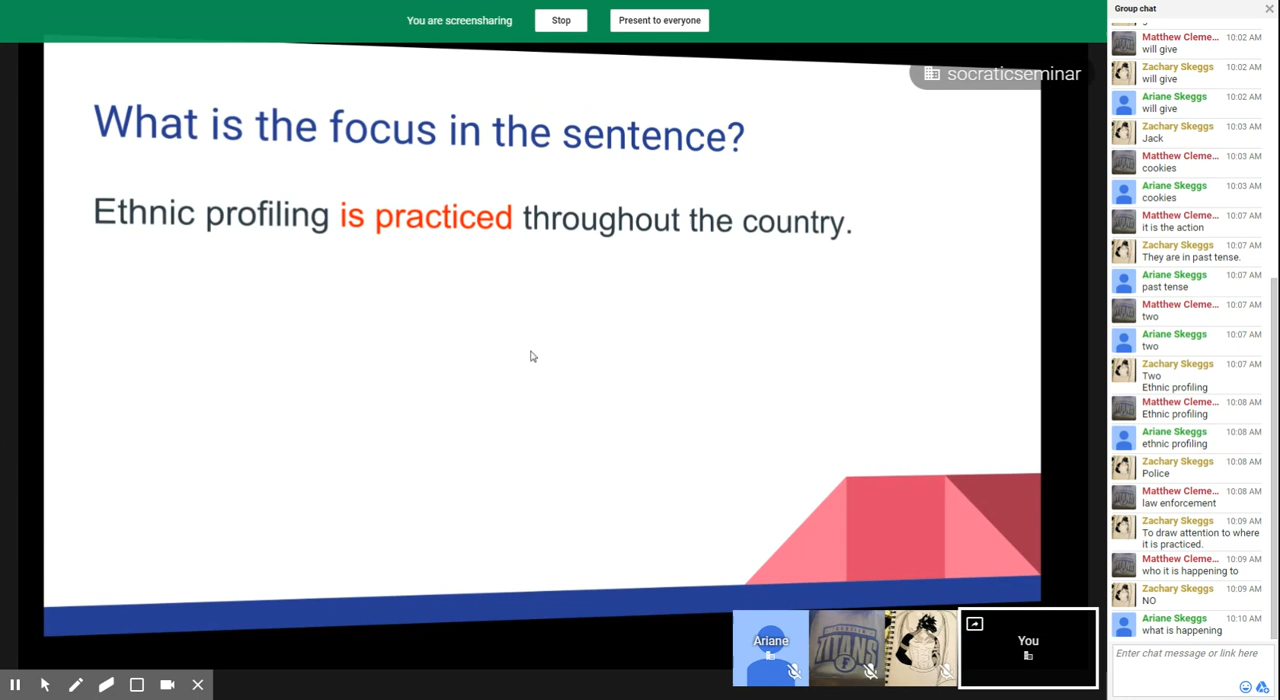 You are screensharing
Stop
Present to everyone
socraticseminar
What is the focus in the sentence?
Ethnic profiling is practiced throughout the country.
Ariane
TITANS
You
Group chat
Matthew Cleme... 10:02 AM
will give
Zachary Skeggs 10:02 AM
will give
Ariane Skeggs 10:02 AM
will give
Zachary Skeggs 10:03 AM
Jack
Matthew Cleme... 10:03 AM
cookies
Ariane Skeggs 10:03 AM
cookies
Matthew Cleme... 10:07 AM
it is the action
Zachary Skeggs 10:07 AM
They are in past tense.
Ariane Skeggs 10:07 AM
past tense
Matthew Cleme... 10:07 AM
two
Ariane Skeggs 10:07 AM
two
Zachary Skeggs 10:07 AM
Two
Ethnic profiling
Matthew Cleme... 10:08 AM
Ethnic profiling
Ariane Skeggs 10:08 AM
ethnic profiling
Zachary Skeggs 10:08 AM
Police
Matthew Cleme... 10:08 AM
law enforcement
Zachary Skeggs 10:09 AM
To draw attention to where
it is practiced.
Matthew Cleme... 10:09 AM
who it is happening to
Zachary Skeggs 10:09 AM
NO
Ariane Skeggs 10:10 AM
what is happening
Enter chat message or link here